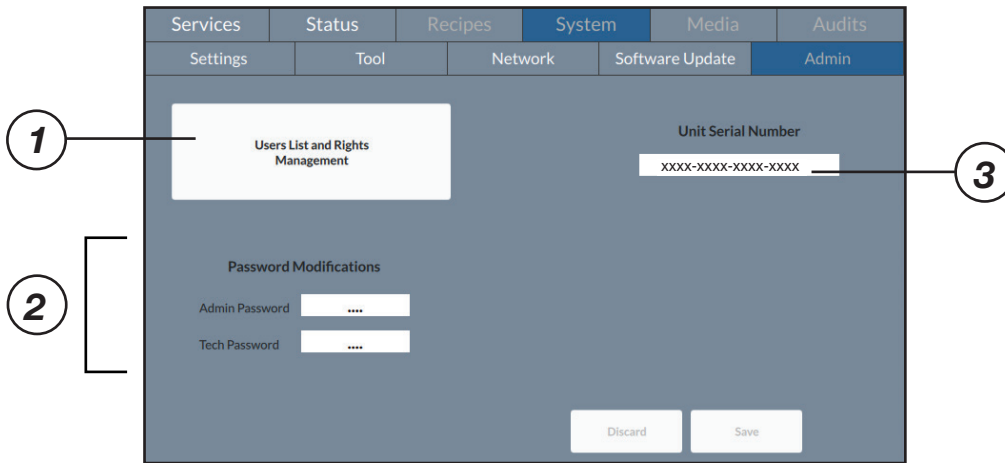 Services Status Recipes System Media Audits
Settings Tool Network Software Update Admin
1
Users List and Rights
Management
Unit Serial Number
xxxx-xxxx-xxxx-xxxx
3
2
Password Modifications
Admin Password ....
Tech Password ....
Discard Save